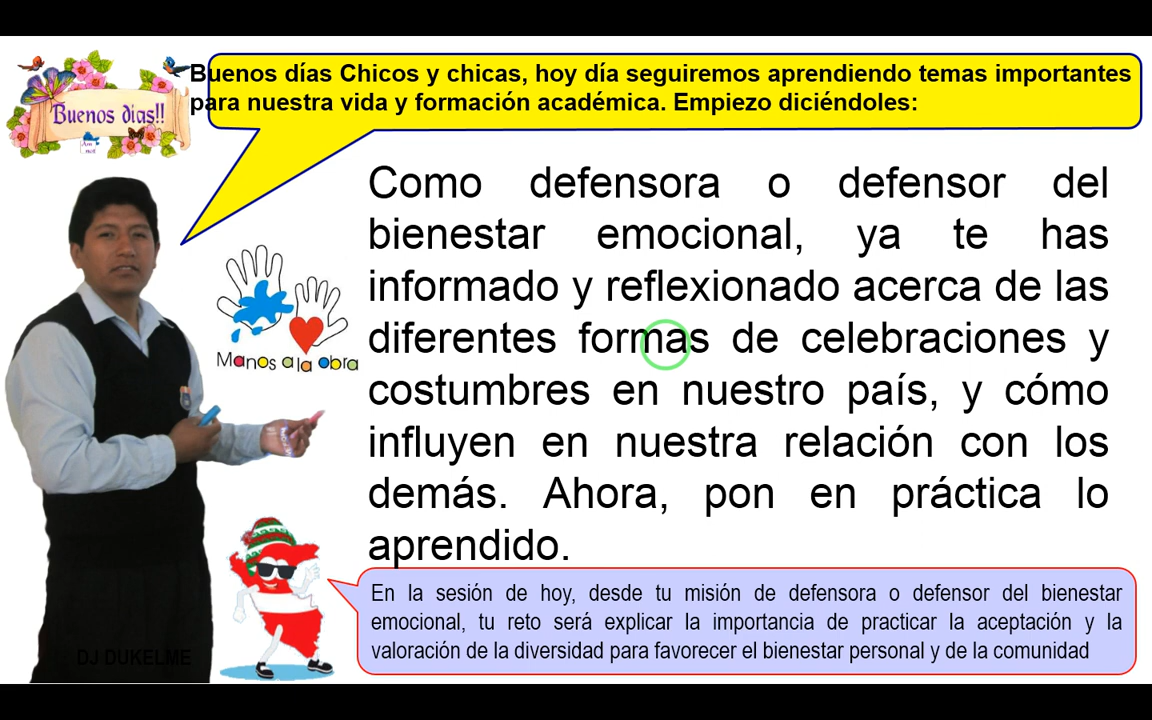 Buenos días!!
Buenos días Chicos y chicas, hoy día seguiremos aprendiendo temas importantes
para nuestra vida y formación académica. Empiezo diciéndoles:
Como defensora o defensor del
bienestar emocional, ya te has
informado y reflexionado acerca de las
diferentes formas de celebraciones y
costumbres en nuestro país, y cómo
influyen en nuestra relación con los
demás. Ahora, pon en práctica lo
aprendido.
Manos a la obra
En la sesión de hoy, desde tu misión de defensora o defensor del bienestar
emocional, tu reto será explicar la importancia de practicar la aceptación y la
valoración de la diversidad para favorecer el bienestar personal y de la comunidad
DJ DUKELME